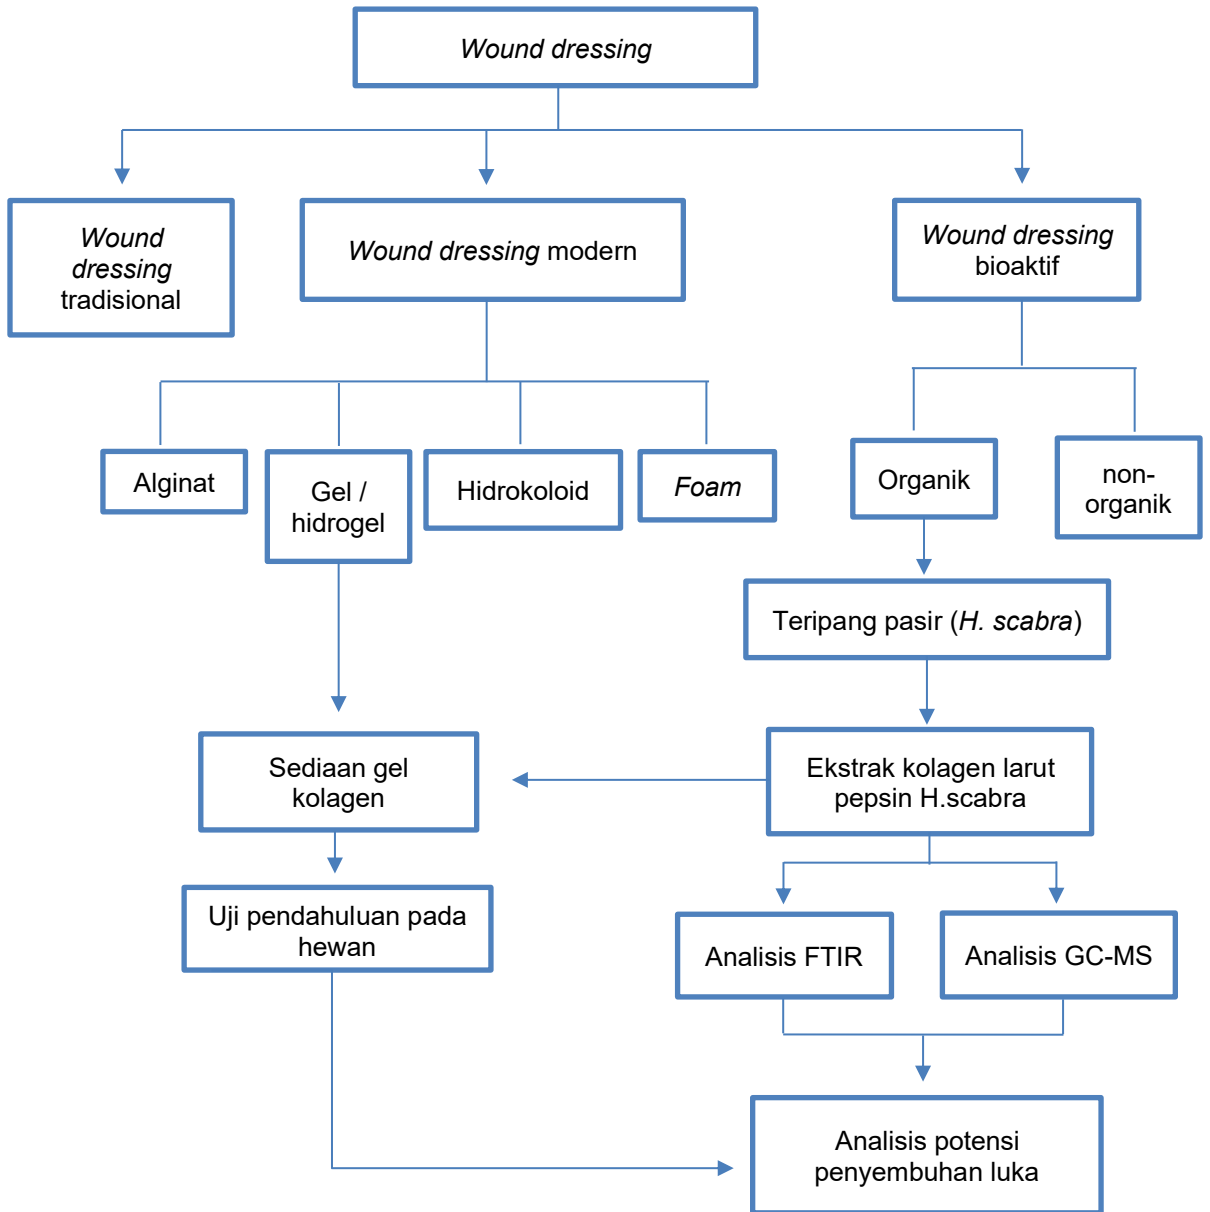 Wound dressing
Wound
dressing
tradisional
Wound dressing modern
Wound dressing
bioaktif
Alginat
Gel /
hidrogel
Hidrokoloid
Foam
Organik
non-
organik
Teripang pasir (H. scabra)
Sediaan gel
kolagen
Ekstrak kolagen larut
pepsin H.scabra
Uji pendahuluan pada
hewan
Analisis FTIR
Analisis GC-MS
Analisis potensi
penyembuhan luka